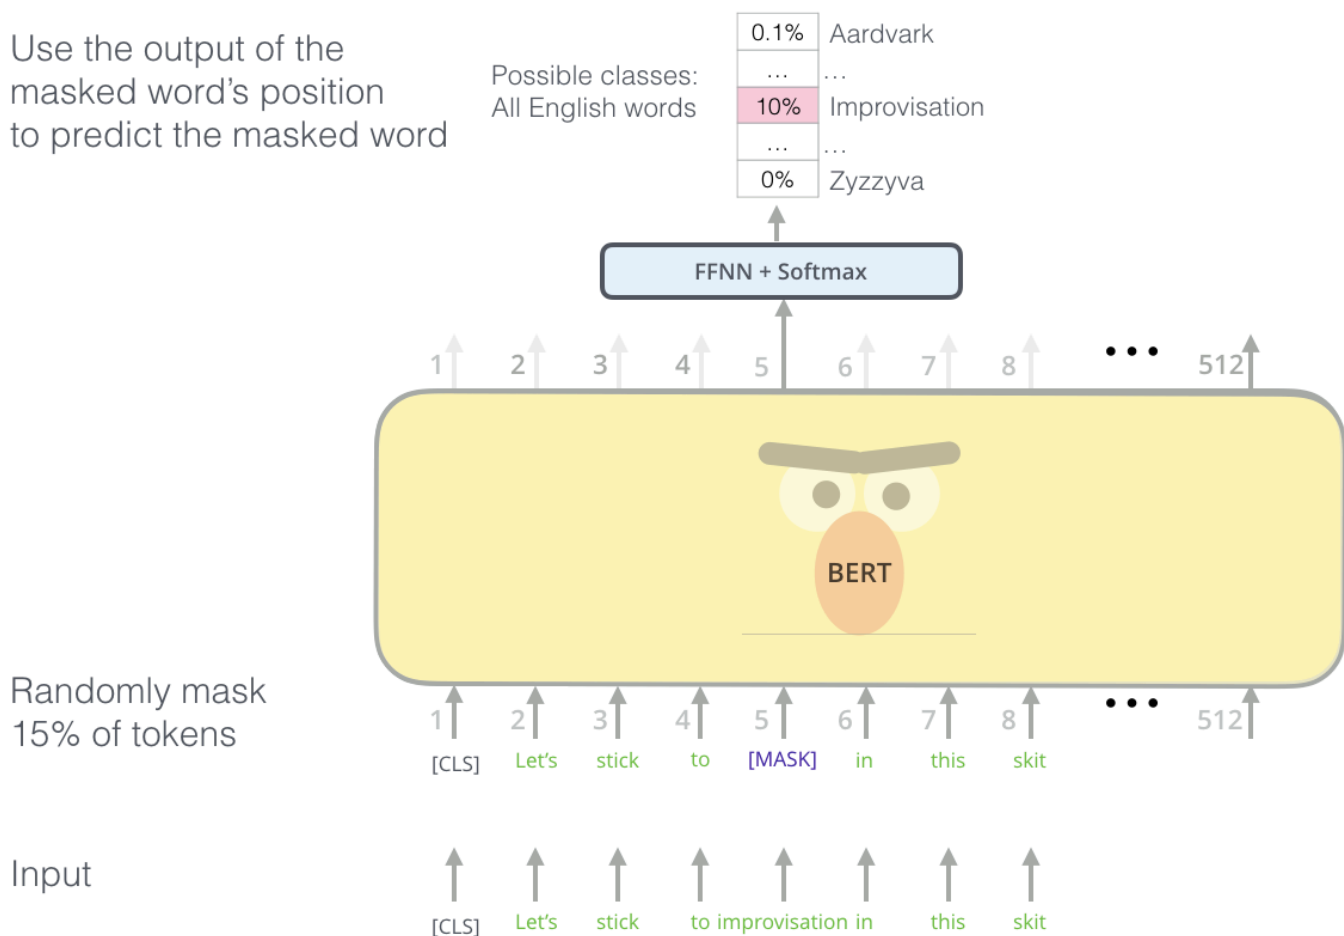 Use the output of the
masked word's position
to predict the masked word
Possible classes:
All English words
0.1% Aardvark
... ...
10% Improvisation
... ...
0% Zyzzyva
FFNN + Softmax
1 2 3 4 5 6 7 8 ••• 512
BERT
Randomly mask
15% of tokens
1 2 3 4 5 6 7 8 ••• 512
[CLS] Let's stick to [MASK] in this skit
Input
[CLS] Let's stick to improvisation in this skit